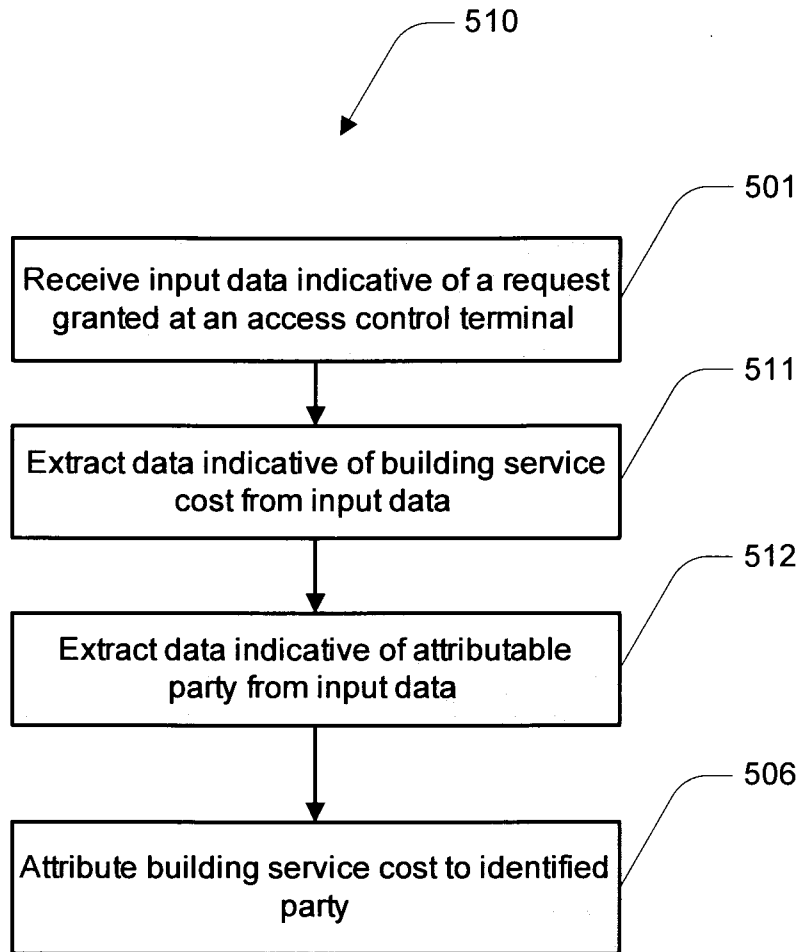 510
501
Receive input data indicative of a request
granted at an access control terminal
511
Extract data indicative of building service
cost from input data
512
Extract data indicative of attributable
party from input data
506
Attribute building service cost to identified
party